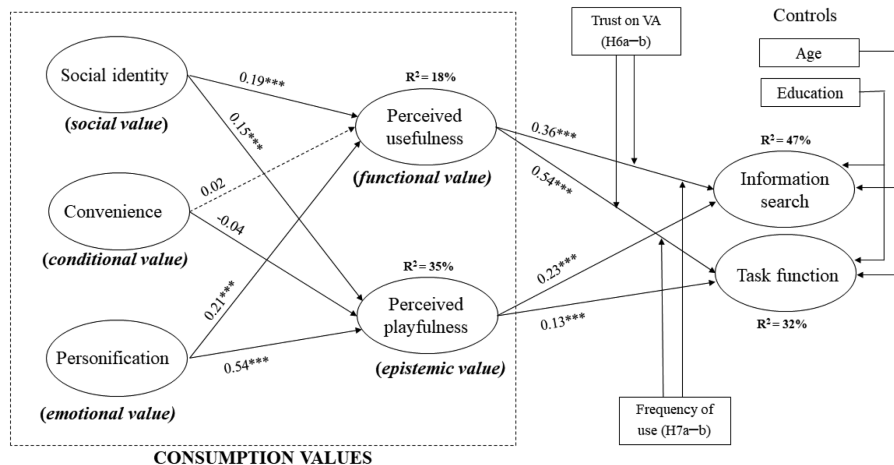 Trust on VA
(H6a–b)
Controls
Age
Education
Social identity
(social value)
0.19***
0.15***
R² = 18%
Perceived
usefulness
(functional value)
0.36***
0.54***
R² = 47%
Information
search
Convenience
(conditional value)
0.02
-0.04
0.21***
R² = 35%
Perceived
playfulness
(epistemic value)
0.23***
0.13***
Task function
R² = 32%
Personification
(emotional value)
0.54***
Frequency of
use (H7a–b)
CONSUMPTION VALUES